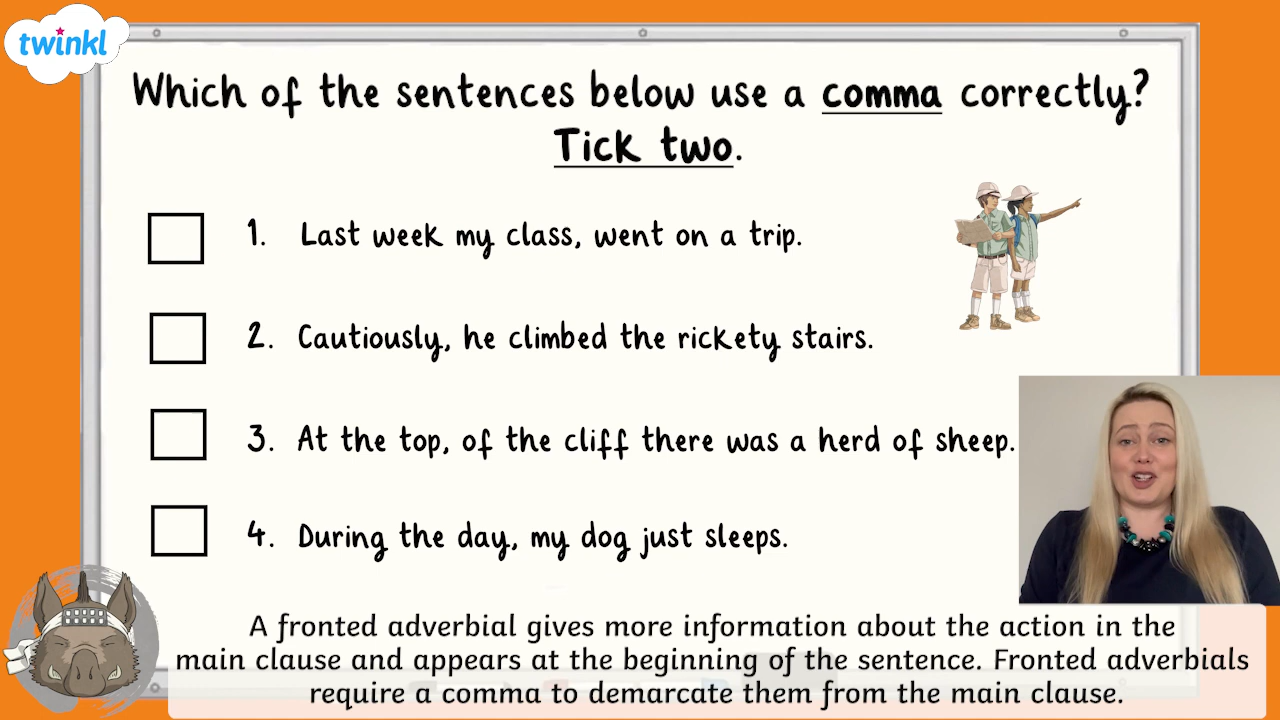 twinkl
Which of the sentences below use a comma correctly?
Tick two.
1. Last week my class, went on a trip.
2. Cautiously, he climbed the rickety stairs.
3. At the top, of the cliff there was a herd of sheep.
4. During the day, my dog just sleeps.
A fronted adverbial gives more information about the action in the
main clause and appears at the beginning of the sentence. Fronted adverbials
require a comma to demarcate them from the main clause.